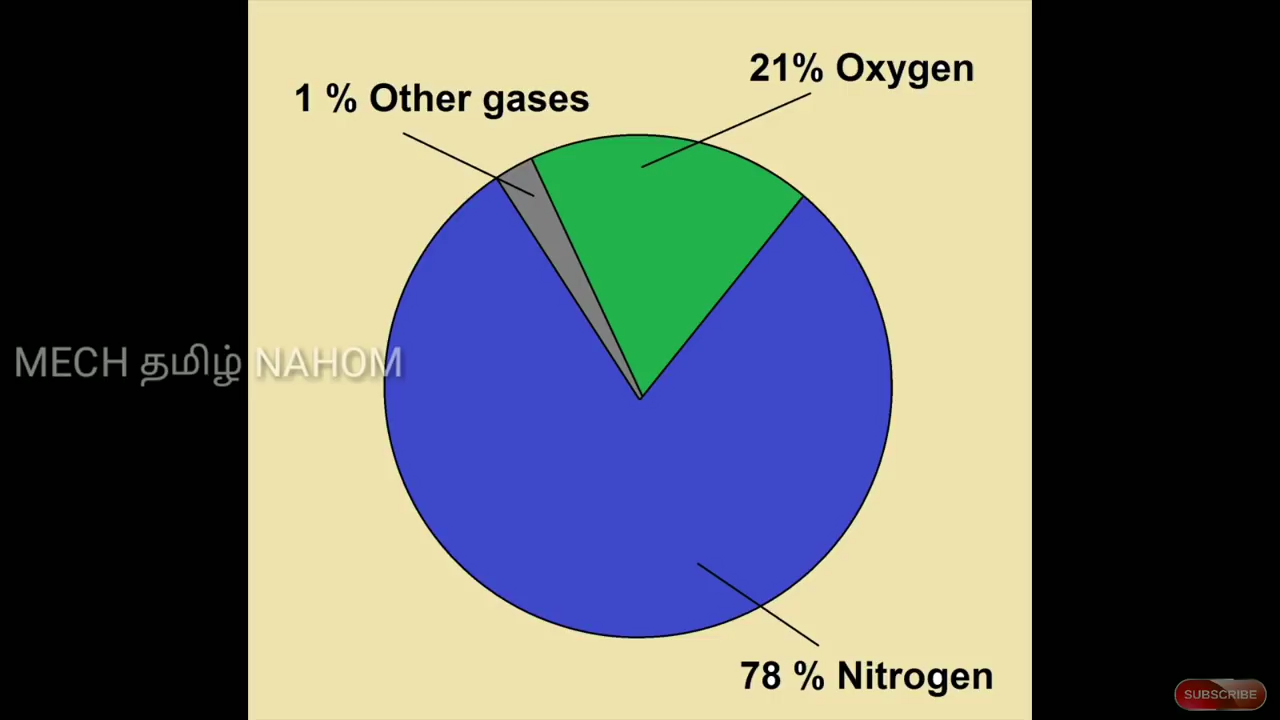 21% Oxygen
1 % Other gases
MECH தமிழ் NAHOM
78 % Nitrogen
SUBSCRIBE